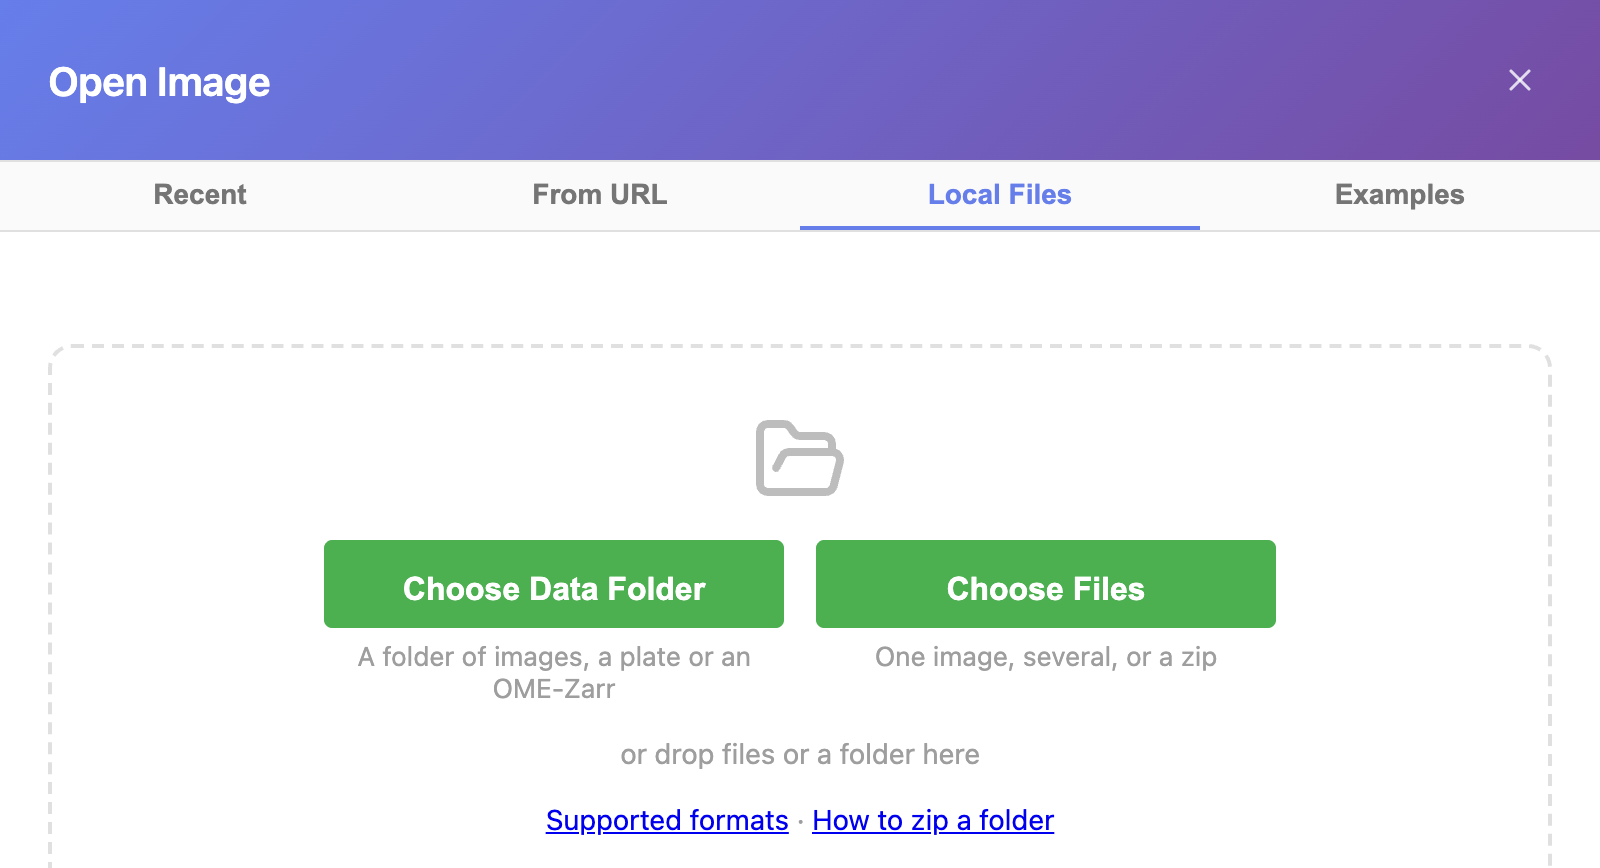 Open Image
Recent
From URL
Local Files
Examples
Choose Data Folder
Choose Files
A folder of images, a plate or an
OME-Zarr
One image, several, or a zip
or drop files or a folder here
Supported formats · How to zip a folder